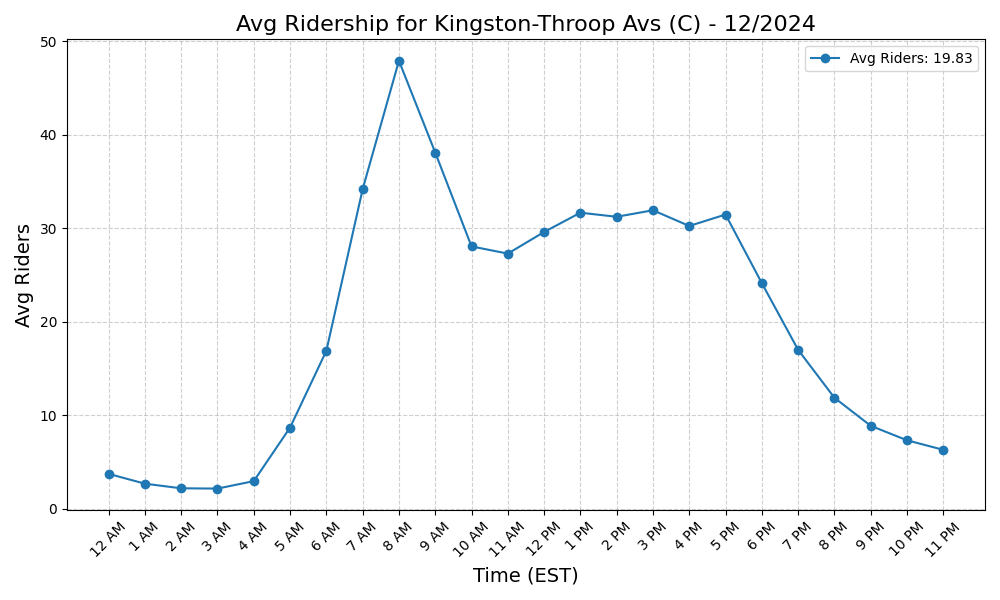 Avg Ridership for Kingston-Throop Avs (C) - 12/2024
Avg Riders: 19.83
Avg Riders
50
40
30
20
10
0
12 AM
1 AM
2 AM
3 AM
4 AM
5 AM
6 AM
7 AM
8 AM
9 AM
10 AM
11 AM
12 PM
1 PM
2 PM
3 PM
4 PM
5 PM
6 PM
7 PM
8 PM
9 PM
10 PM
11 PM
Time (EST)